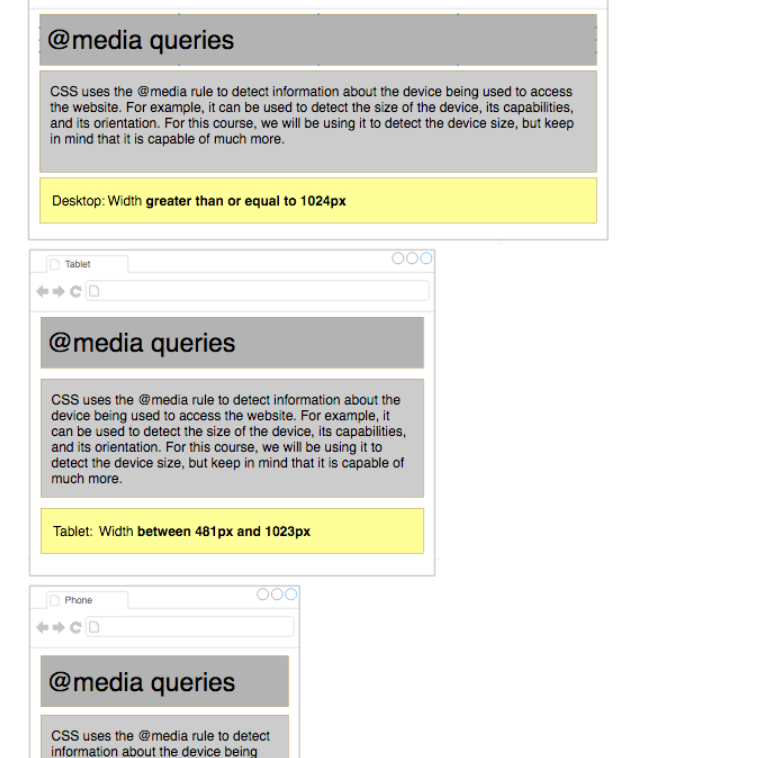 @media queries
CSS uses the @media rule to detect information about the device being used to access
the website. For example, it can be used to detect the size of the device, its capabilities,
and its orientation. For this course, we will be using it to detect the device size, but keep
in mind that it is capable of much more.
Desktop: Width greater than or equal to 1024px
Tablet
@media queries
CSS uses the @media rule to detect information about the
device being used to access the website. For example, it
can be used to detect the size of the device, its capabilities,
and its orientation. For this course, we will be using it to
detect the device size, but keep in mind that it is capable of
much more.
Tablet: Width between 481px and 1023px
Phone
@media queries
CSS uses the @media rule to detect
information about the device being